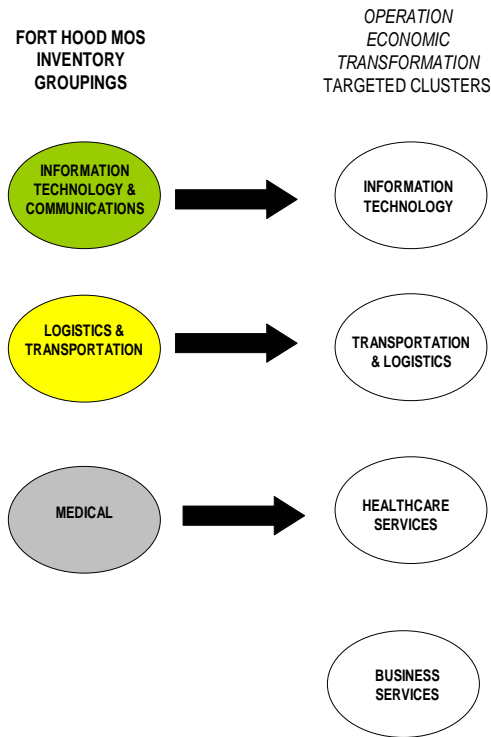 FORT HOOD MOS
INVENTORY
GROUPINGS
OPERATION
ECONOMIC
TRANSFORMATION
TARGETED CLUSTERS
INFORMATION
TECHNOLOGY &
COMMUNICATIONS
INFORMATION
TECHNOLOGY
LOGISTICS &
TRANSPORTATION
TRANSPORTATION
& LOGISTICS
MEDICAL
HEALTHCARE
SERVICES
BUSINESS
SERVICES